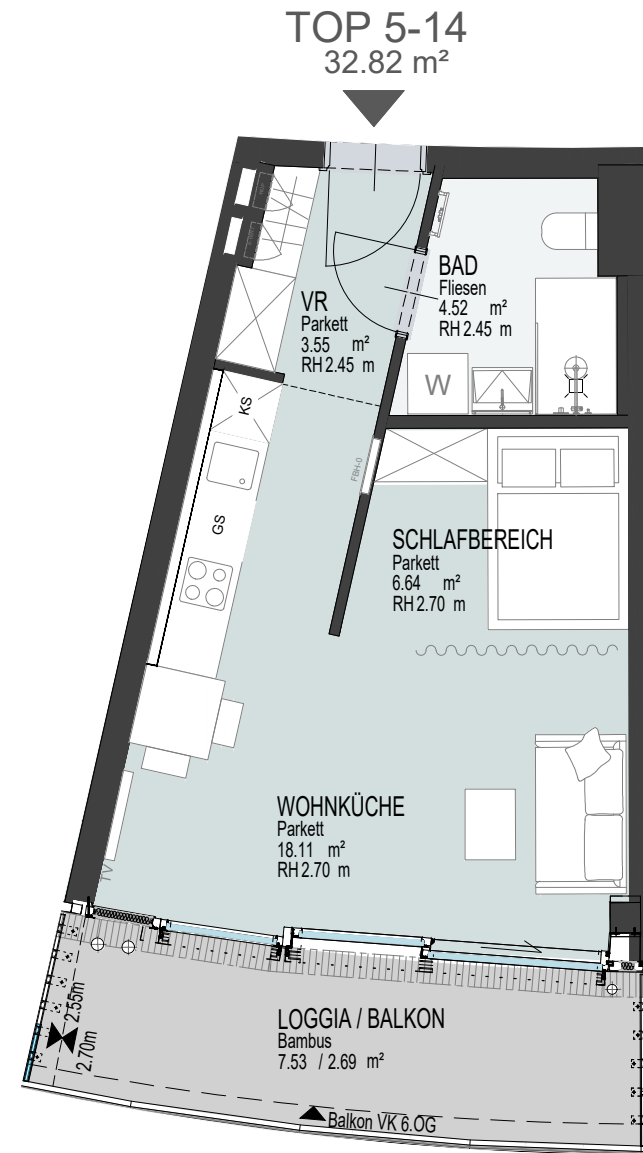 TOP 5-14
32.82 m²
VR
Parkett
3.55 m²
RH 2.45 m
BAD
Fliesen
4.52 m²
RH 2.45 m
W
KS
GS
FBH-0
SCHLAFBEREICH
Parkett
6.64 m²
RH 2.70 m
WOHNKÜCHE
Parkett
18.11 m²
RH 2.70 m
TV
2.55m
2.70m
LOGGIA / BALKON
Bambus
7.53 / 2.69 m²
Balkon VK 6.OG